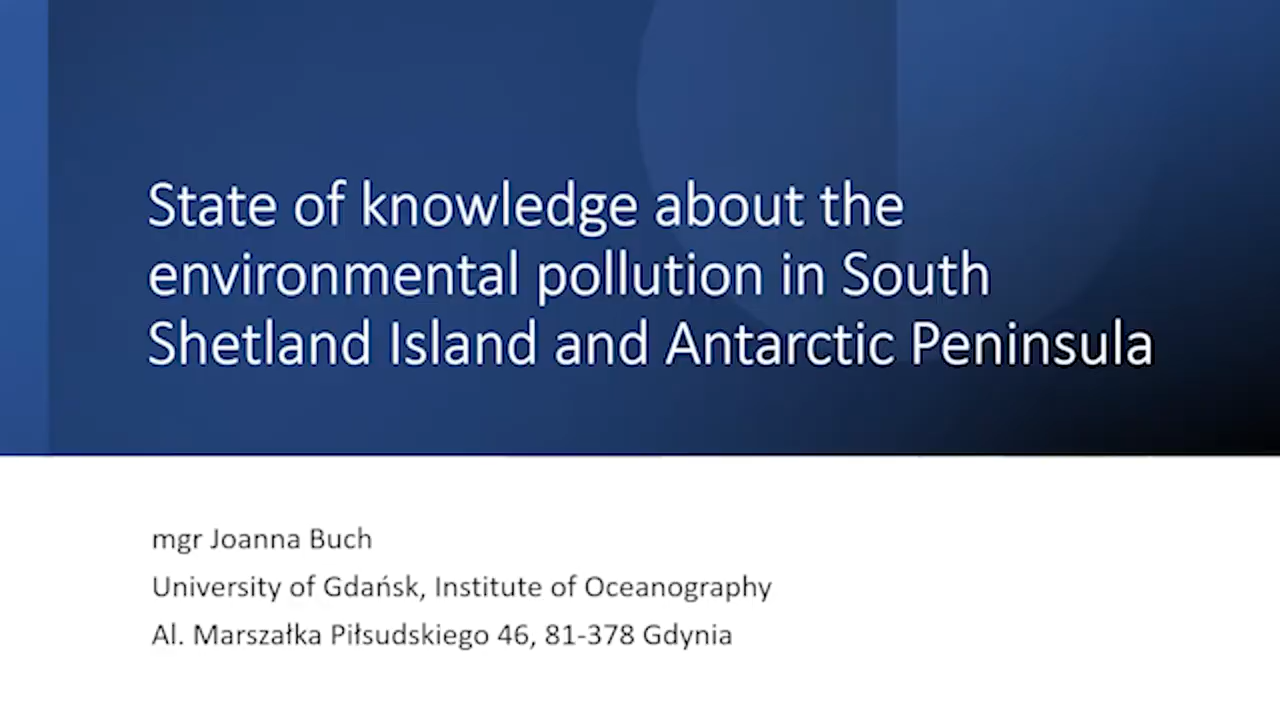 State of knowledge about the
environmental pollution in South
Shetland Island and Antarctic Peninsula
mgr Joanna Buch
University of Gdańsk, Institute of Oceanography
Al. Marszałka Piłsudskiego 46, 81-378 Gdynia